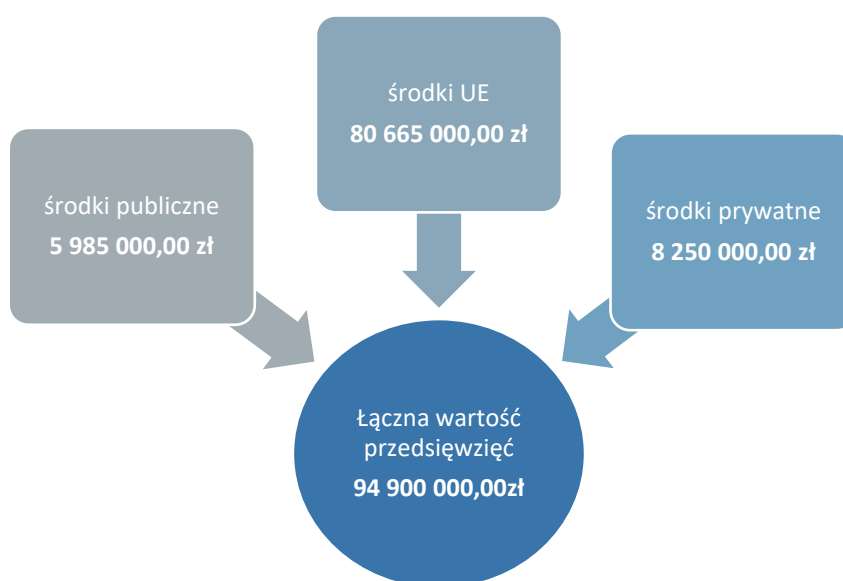 środki UE
80 665 000,00 zł
środki publiczne
5 985 000,00 zł
środki prywatne
8 250 000,00 zł
Łączna wartość
przedsięwzięć
94 900 000,00zł